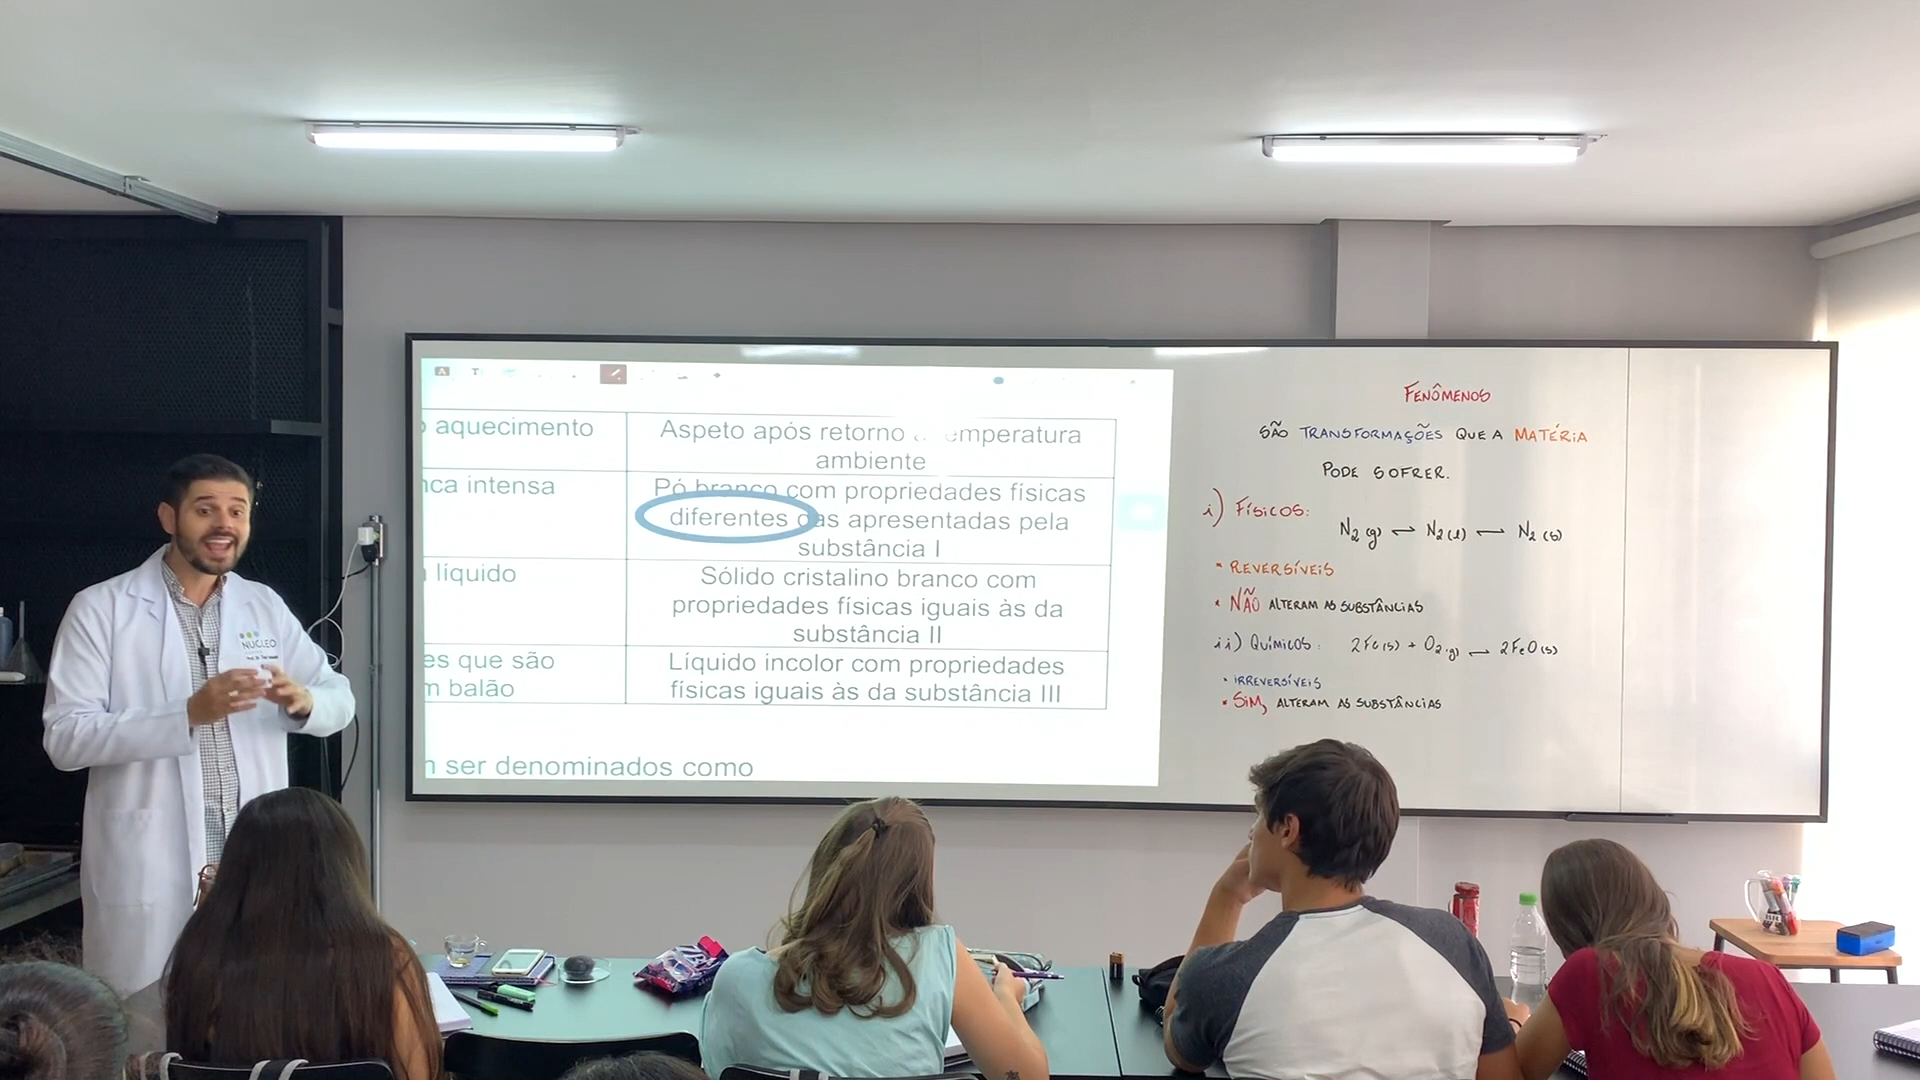 aquecimento
Aspeto após retorno
ambiente
intensa
Pó branco com propriedades físicas
diferentes das apresentadas pela
substância I
líquido
Sólido cristalino branco com
propriedades físicas iguais às da
substância II
es que são
balão
Líquido incolor com propriedades
físicas iguais às da substância III
ser denominados como
FENÔMENOS
SÃO TRANSFORMAÇÕES QUE A MATÉRIA
PODE SOFRER.
i) FÍSICOS:
N2(g) ⇌ N2(l) ⇌ N2(s)
• REVERSÍVEIS
• NÃO ALTERAM AS SUBSTÂNCIAS
ii) QUÍMICOS: 2Fe(s) + O2(g) ⇌ 2FeO(s)
• IRREVERSÍVEIS
• SIM, ALTERAM AS SUBSTÂNCIAS
NUCLEO